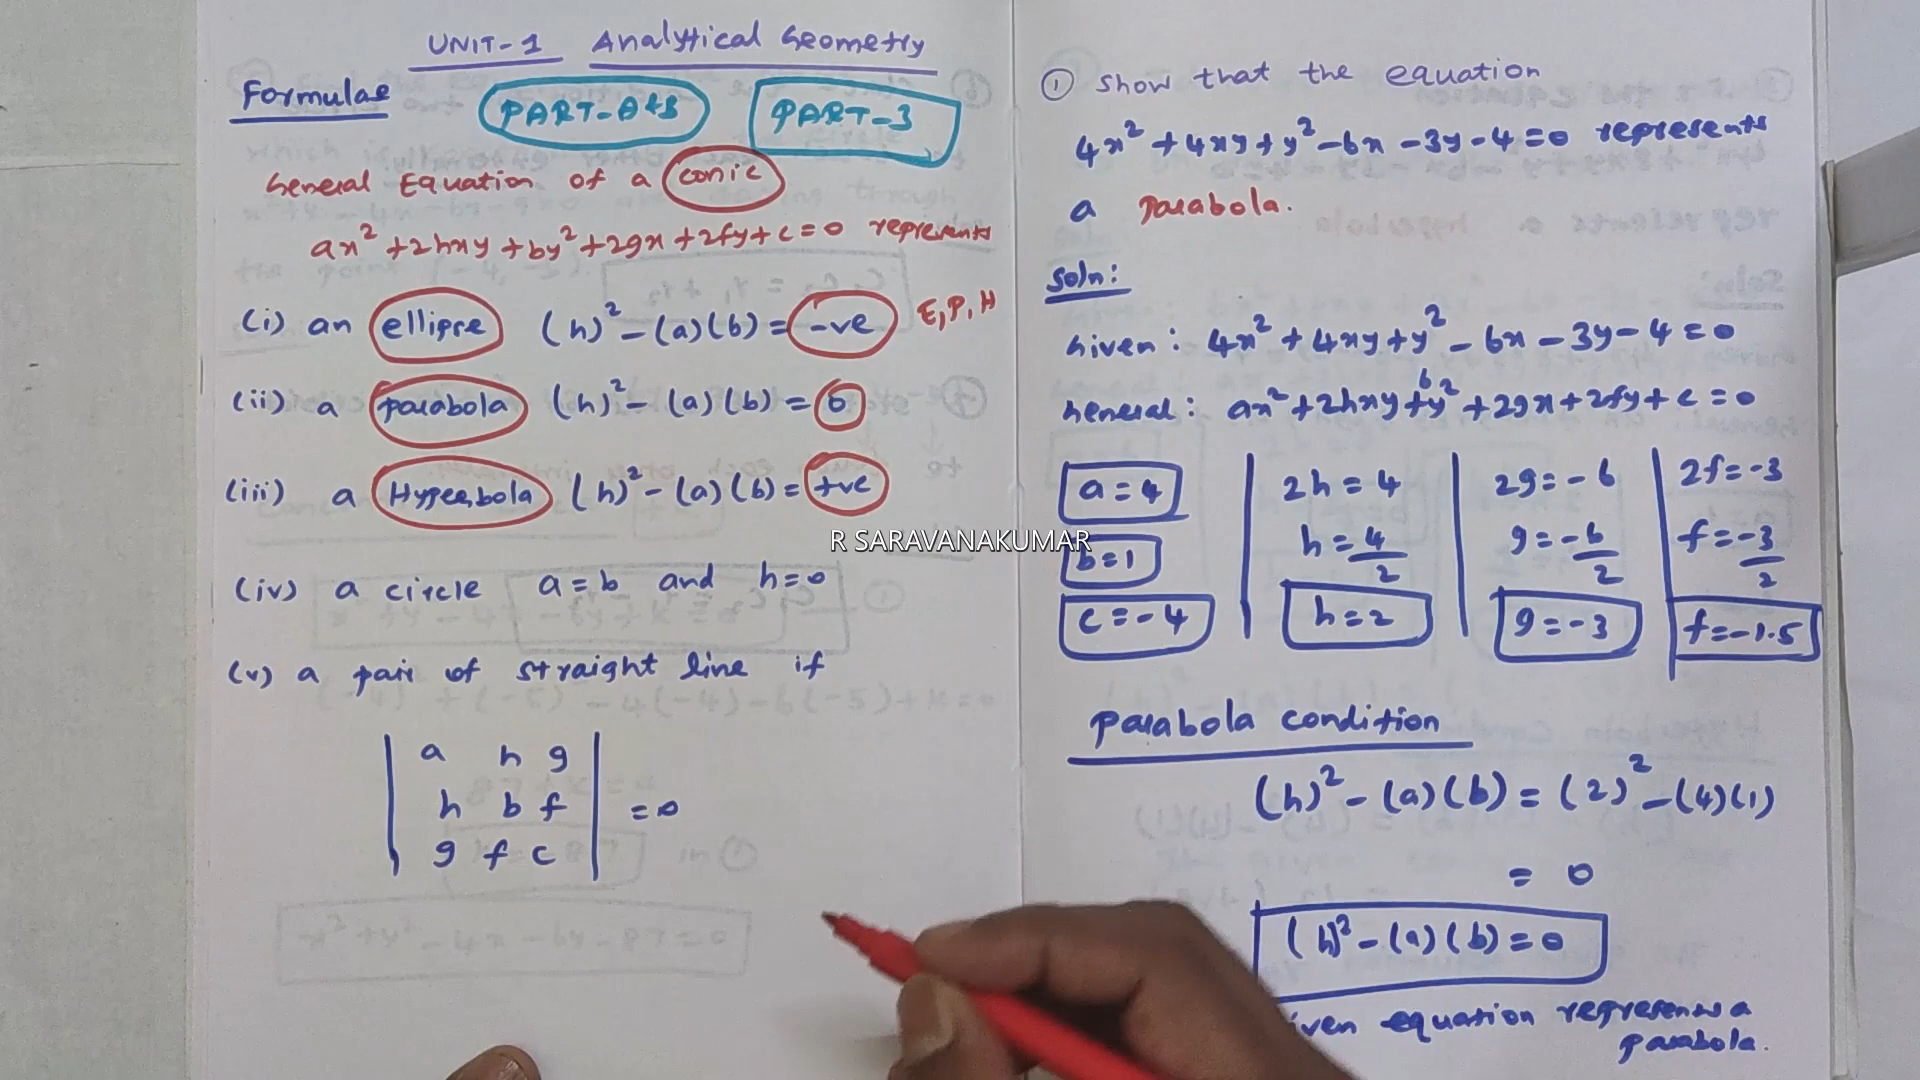 UNIT-1 Analytical Geometry
Formulae PART-A&B PART-3
General Equation of a conic
ax² + 2hxy + by² + 2gx + 2fy + c = 0 represents
(i) an ellipse (h)² - (a)(b) = -ve E, P, H
(ii) a parabola (h)² - (a)(b) = 0
(iii) a Hyperbola (h)² - (a)(b) = +ve
(iv) a circle a = b and h = 0
(v) a pair of straight line if
| a h g |
| h b f | = 0
| g f c |
① Show that the equation
4x² + 4xy + y² - 6x - 3y - 4 = 0 represents
a parabola.
Soln:
Given: 4x² + 4xy + y² - 6x - 3y - 4 = 0
General: ax² + 2hxy + by² + 2gx + 2fy + c = 0
a = 4 2h = 4 2g = -6 2f = -3
b = 1 h = 4/2 g = -6/2 f = -3/2
c = -4 h = 2 g = -3 f = -1.5
R SARAVANAKUMAR
parabola condition
(h)² - (a)(b) = (2)² - (4)(1)
= 0
(h)² - (a)(b) = 0
equation represents a
parabola.